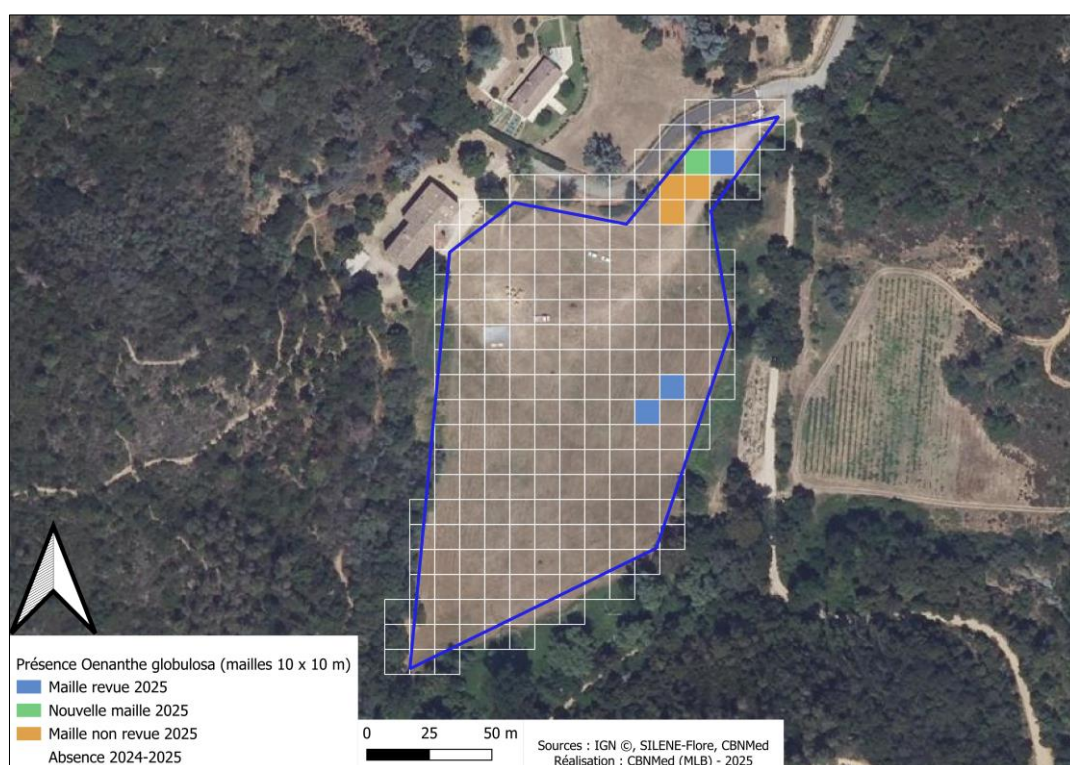 Présence Oenanthe globulosa (mailles 10 x 10 m)
Maille revue 2025
Nouvelle maille 2025
Maille non revue 2025
Absence 2024-2025
0 25 50 m
Sources : IGN ©, SILENE-Flore, CBNMed
Réalisation : CBNMed (MLB) - 2025